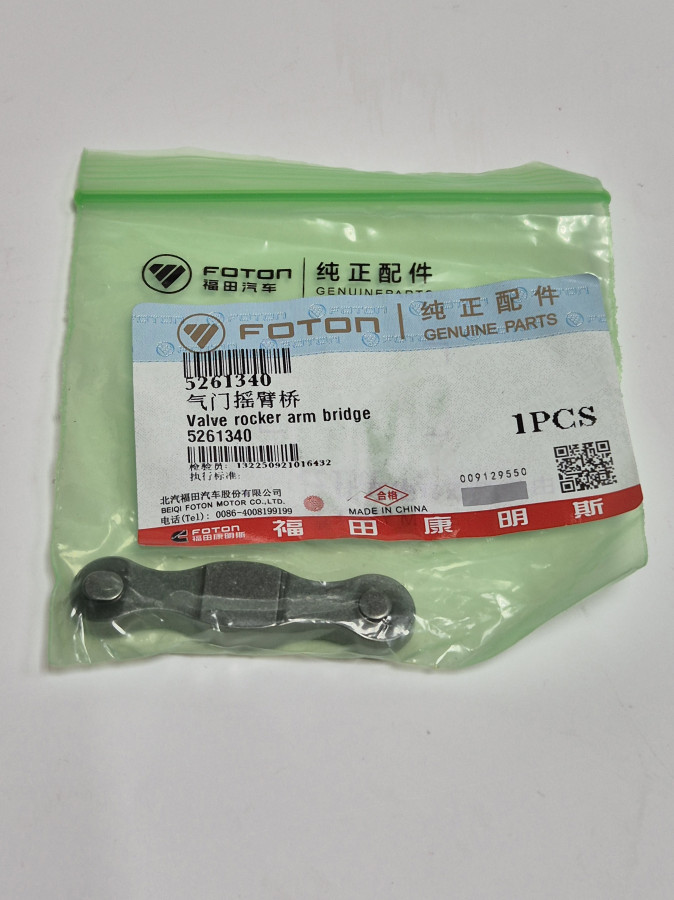 FOTON 纯正配件
福田汽车 GENUINEPARTS
FOTON 纯正配件
GENUINE PARTS
5261340
气门摇臂桥
Valve rocker arm bridge
5261340
1PCS
检验员: 132250921016432
执行标准:
009129550
北汽福田汽车股份有限公司
BEIQI FOTON MOTOR CO.,LTD.
电话(Tel): 0086-4008199199
合格
MADE IN CHINA
FOTON
福田康明斯
福田康明斯